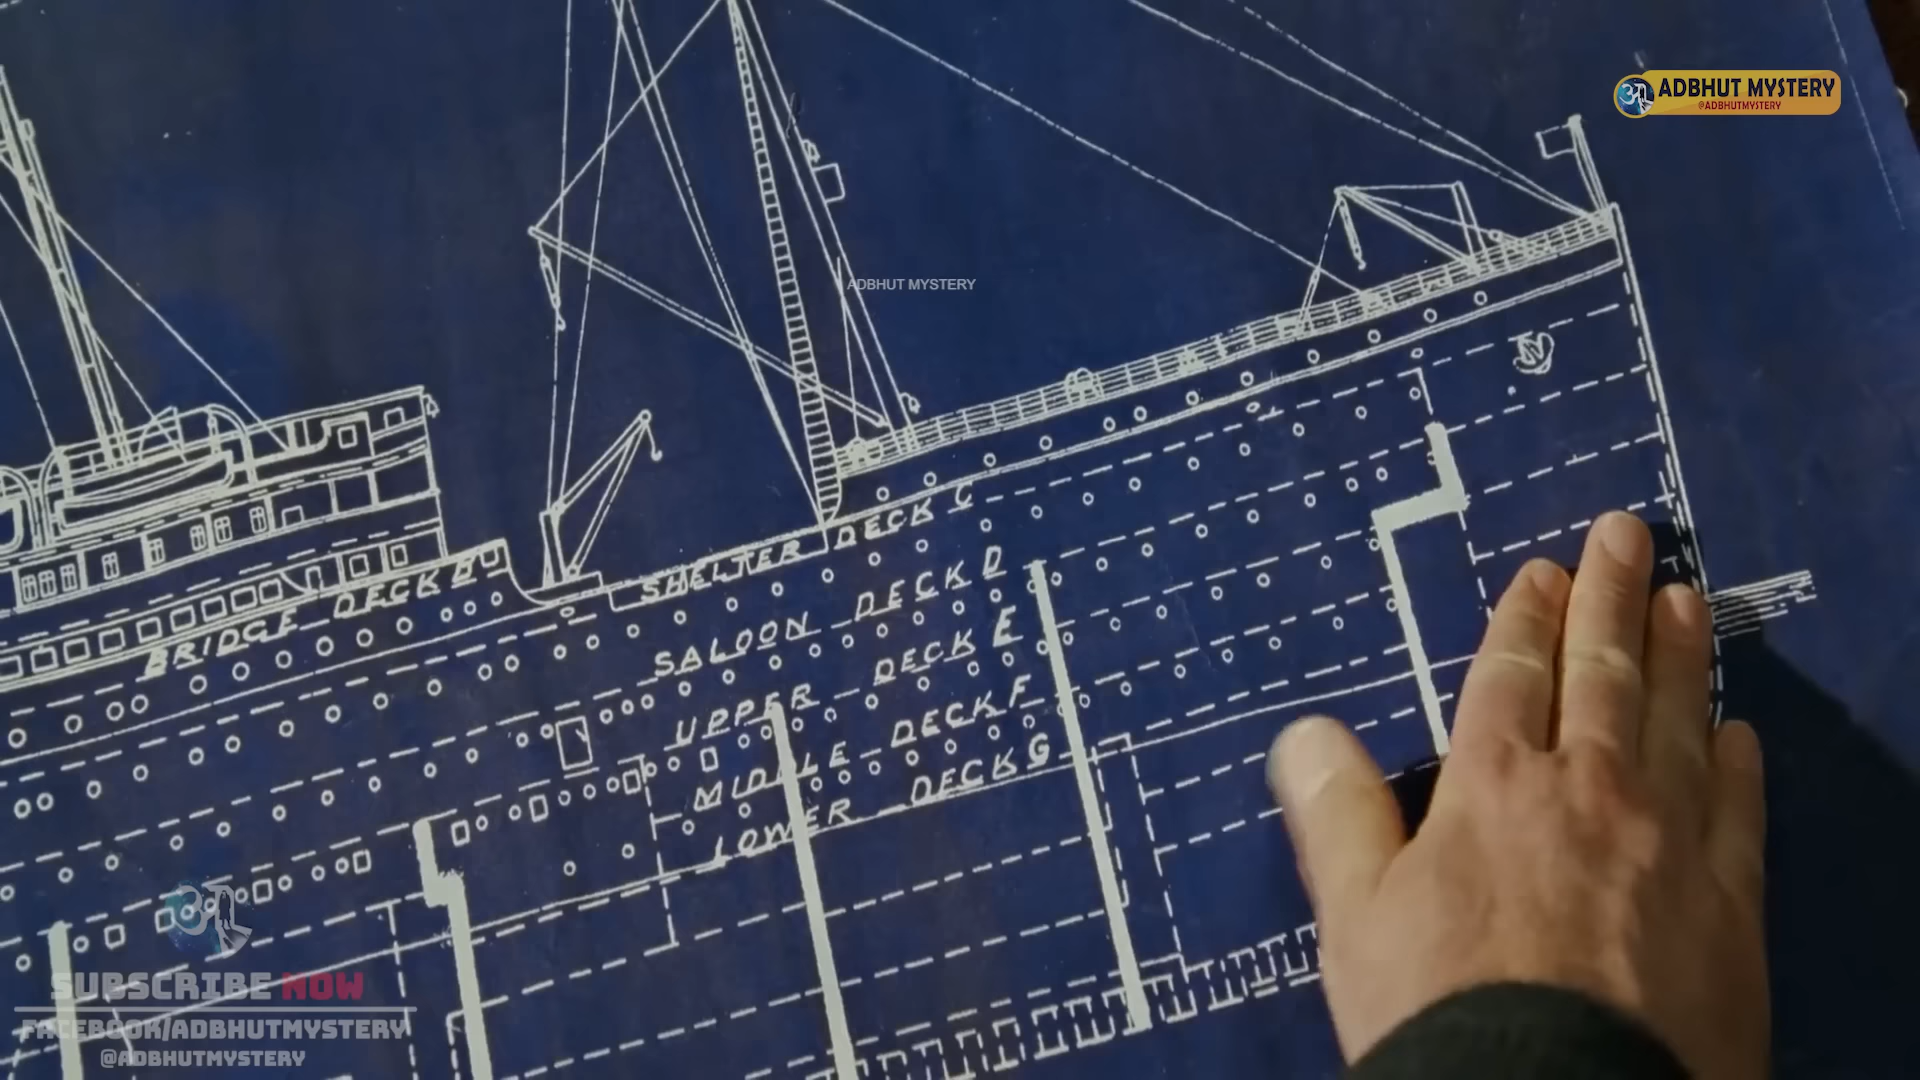 ADBHUT MYSTERY
@ADBHUTMYSTERY
ADBHUT MYSTERY
BRIDGE DECK B
SHELTER DECK C
SALOON DECK D
UPPER DECK E
MIDDLE DECK F
LOWER DECK G
SUBSCRIBE NOW
FACEBOOK/ADBHUTMYSTERY
@ADBHUTMYSTERY